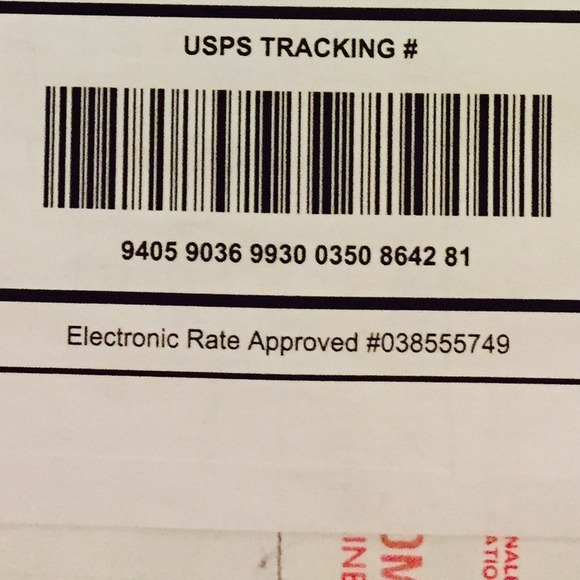 USPS TRACKING #
9405 9036 9930 0350 8642 81
Electronic Rate Approved #038555749